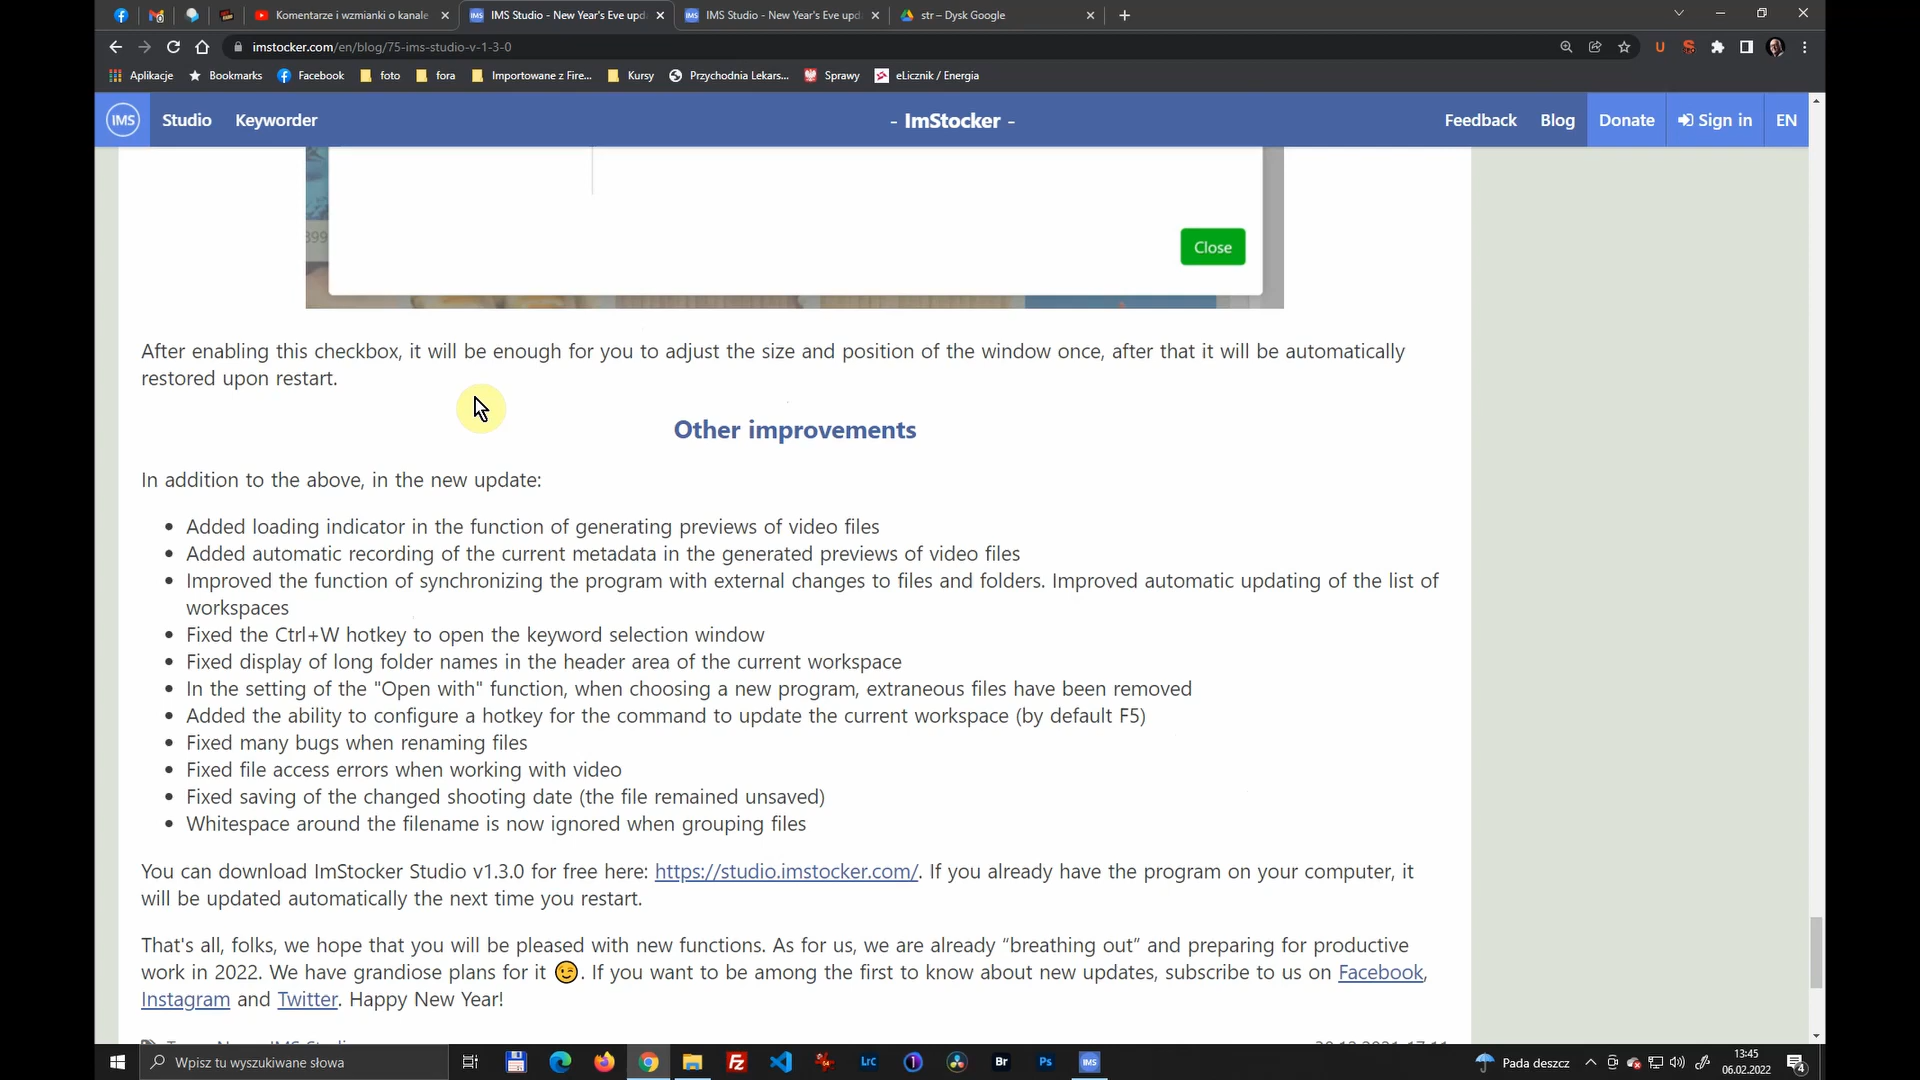 Komentarze i wzmianki o kanale
IMS Studio - New Year's Eve upd
IMS Studio - New Year's Eve upd
str – Dysk Google
imstocker.com/en/blog/75-ims-studio-v-1-3-0
Aplikacje
Bookmarks
Facebook
foto
fora
Importowane z Fire...
Kursy
Przychodnia Lekars...
Sprawy
eLicznik / Energia
IMS
Studio
Keyworder
- ImStocker -
Feedback
Blog
Donate
Sign in
EN
399
Close
After enabling this checkbox, it will be enough for you to adjust the size and position of the window once, after that it will be automatically
restored upon restart.
Other improvements
In addition to the above, in the new update:
Added loading indicator in the function of generating previews of video files
Added automatic recording of the current metadata in the generated previews of video files
Improved the function of synchronizing the program with external changes to files and folders. Improved automatic updating of the list of
workspaces
Fixed the Ctrl+W hotkey to open the keyword selection window
Fixed display of long folder names in the header area of the current workspace
In the setting of the "Open with" function, when choosing a new program, extraneous files have been removed
Added the ability to configure a hotkey for the command to update the current workspace (by default F5)
Fixed many bugs when renaming files
Fixed file access errors when working with video
Fixed saving of the changed shooting date (the file remained unsaved)
Whitespace around the filename is now ignored when grouping files
You can download ImStocker Studio v1.3.0 for free here: https://studio.imstocker.com/. If you already have the program on your computer, it
will be updated automatically the next time you restart.
That's all, folks, we hope that you will be pleased with new functions. As for us, we are already “breathing out” and preparing for productive
work in 2022. We have grandiose plans for it 😉. If you want to be among the first to know about new updates, subscribe to us on Facebook,
Instagram and Twitter. Happy New Year!
Wpisz tu wyszukiwane słowa
LrC
Br
Ps
IMS
Pada deszcz
13:45
06.02.2022
4